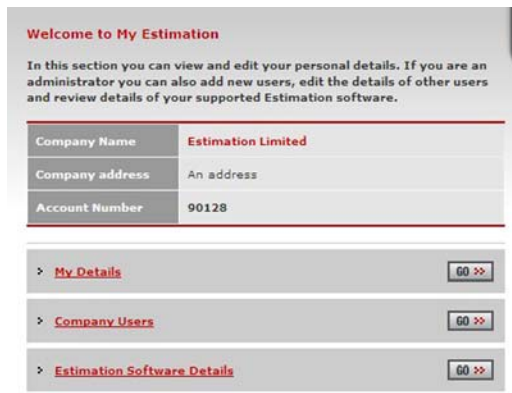 Welcome to My Estimation
In this section you can view and edit your personal details. If you are an
administrator you can also add new users, edit the details of other users
and review details of your supported Estimation software.
Company Name Estimation Limited
Company address An address
Account Number 90128
My Details GO >>
Company Users GO >>
Estimation Software Details GO >>